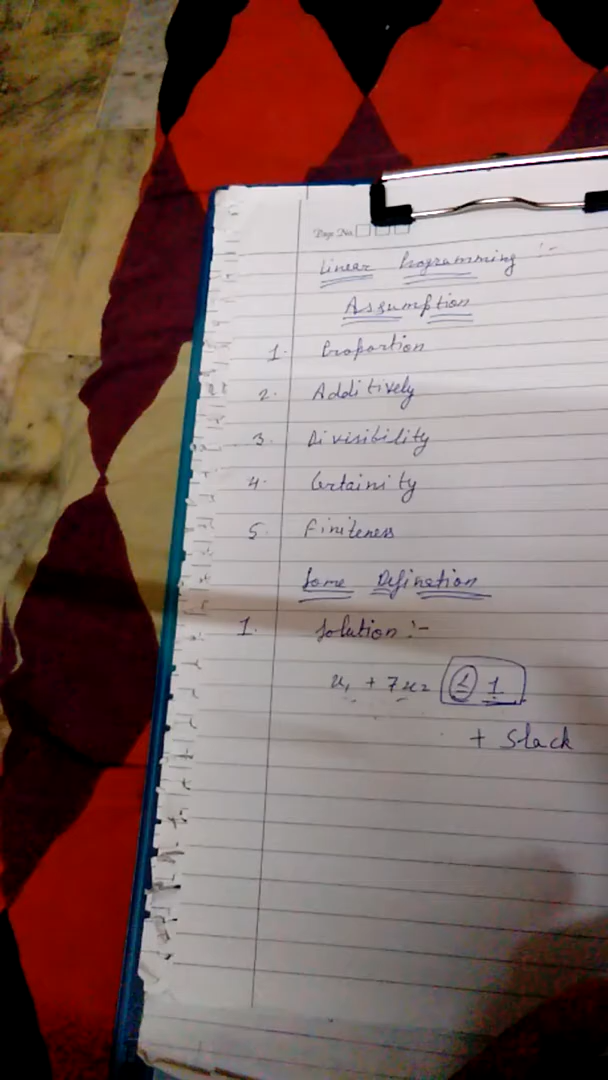 Page No.
Linear Programming :-
Assumption
1. Proportion
2. Additively
3. Divisibility
4. Certainity
5. Finiteness
Some Defination
1. Solution :-
x₁ + 7x₂ ≤ 1
+ Slack